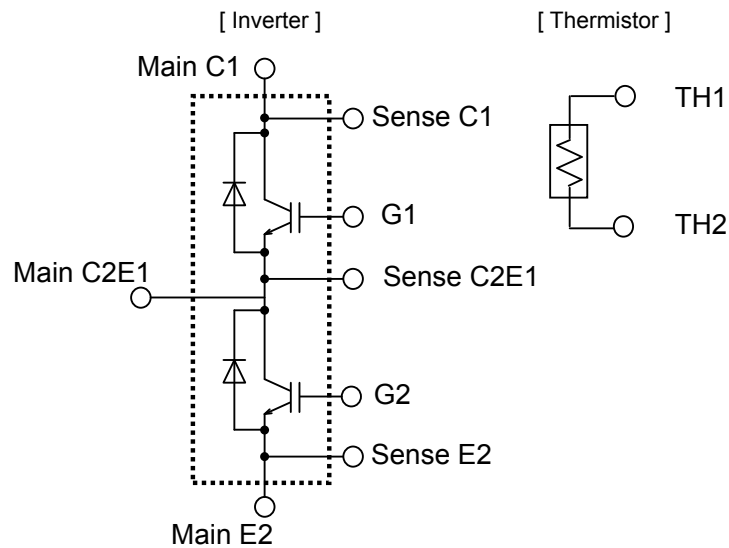 [ Inverter ]
[ Thermistor ]
Main C1
Sense C1
TH1
G1
TH2
Main C2E1
Sense C2E1
G2
Sense E2
Main E2